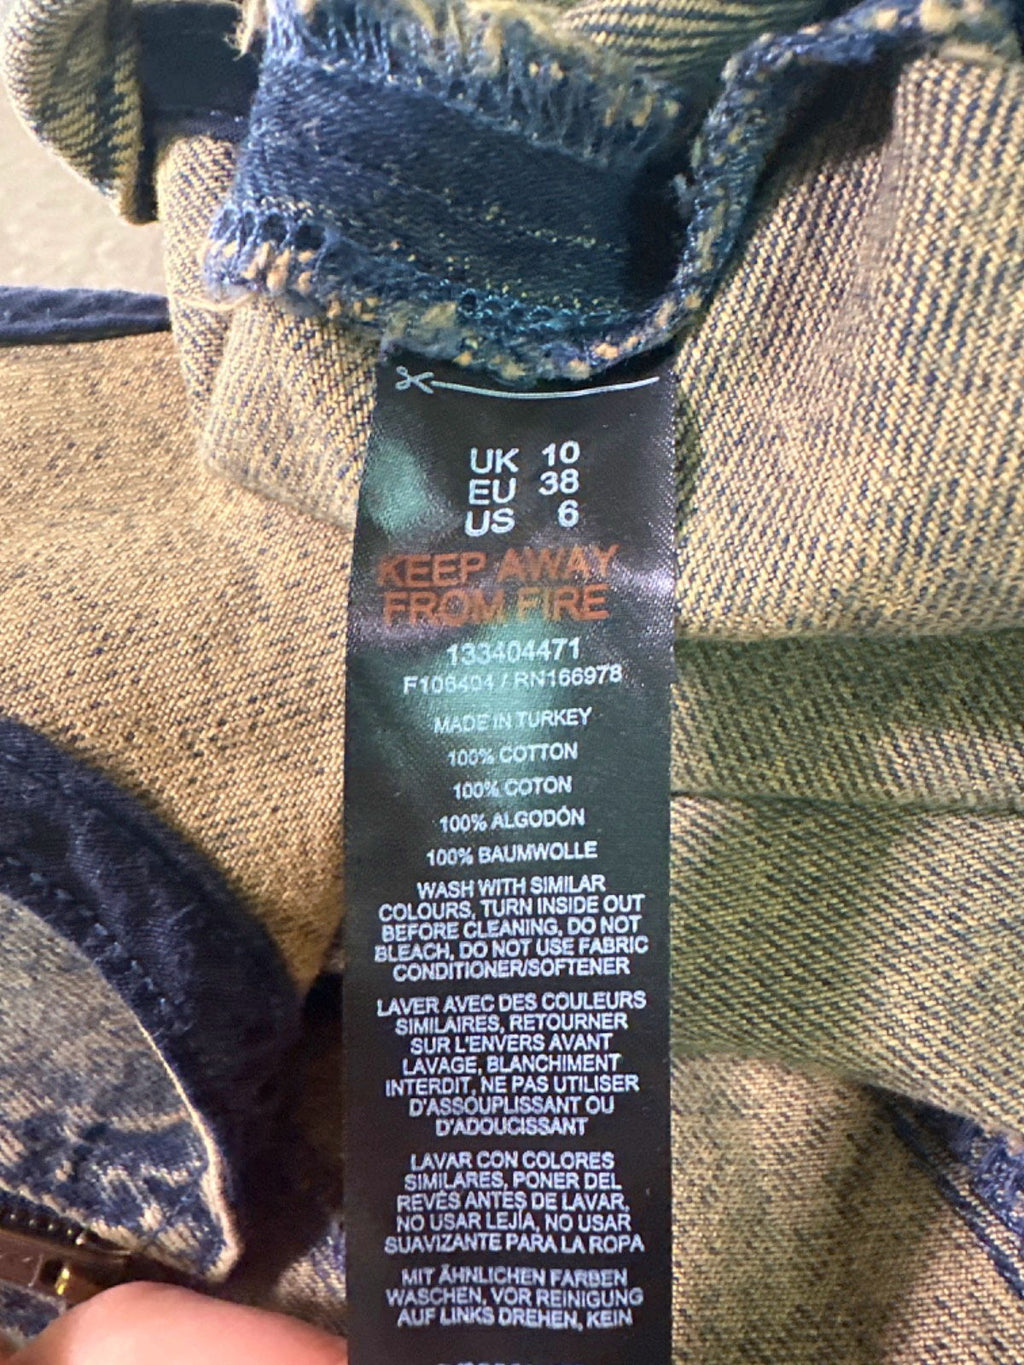 UK 10
EU 38
US 6
KEEP AWAY
FROM FIRE
133404471
F106404 / RN166978
MADE IN TURKEY
100% COTTON
100% COTON
100% ALGODÓN
100% BAUMWOLLE
WASH WITH SIMILAR
COLOURS, TURN INSIDE OUT
BEFORE CLEANING, DO NOT
BLEACH, DO NOT USE FABRIC
CONDITIONER/SOFTENER
LAVER AVEC DES COULEURS
SIMILAIRES, RETOURNER
SUR L'ENVERS AVANT
LAVAGE, BLANCHIMENT
INTERDIT, NE PAS UTILISER
D'ASSOUPLISSANT OU
D'ADOUCISSANT
LAVAR CON COLORES
SIMILARES, PONER DEL
REVÉS ANTES DE LAVAR,
NO USAR LEJÍA, NO USAR
SUAVIZANTE PARA LA ROPA
MIT ÄHNLICHEN FARBEN
WASCHEN, VOR REINIGUNG
AUF LINKS DREHEN, KEIN